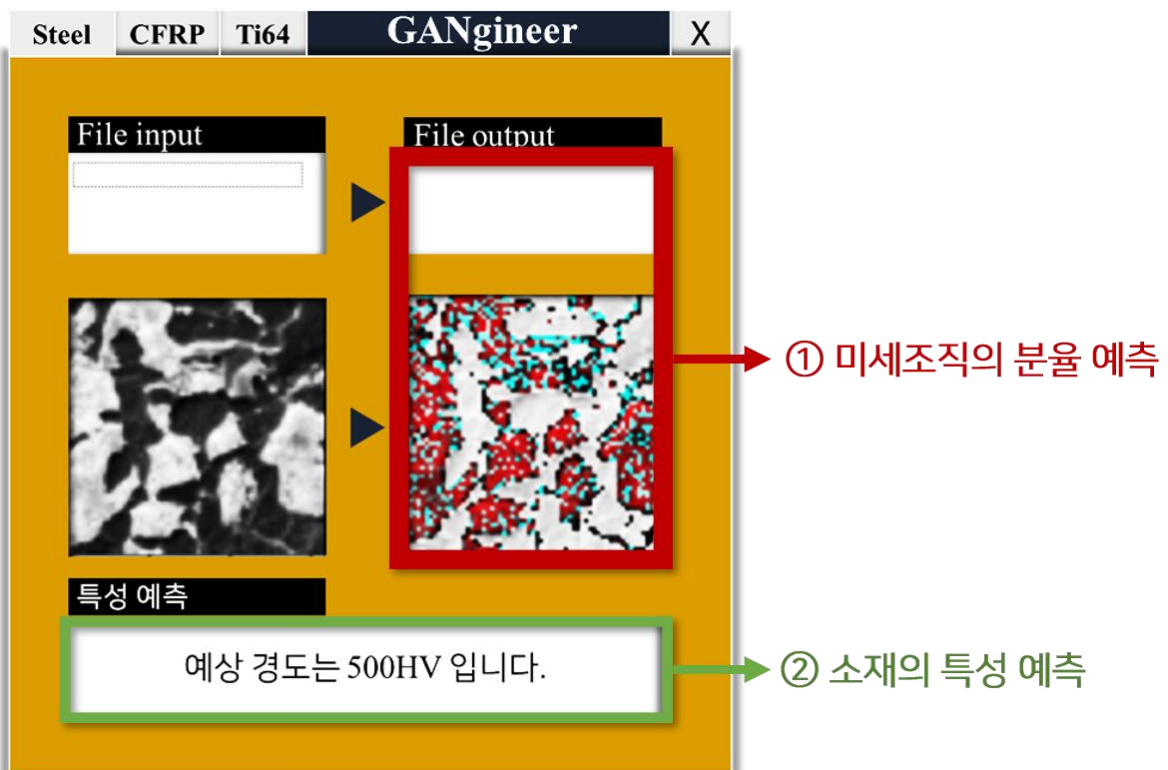 Steel CFRP Ti64 GANgineer X
File input
File output
① 미세조직의 분율 예측
특성 예측
예상 경도는 500HV 입니다.
② 소재의 특성 예측